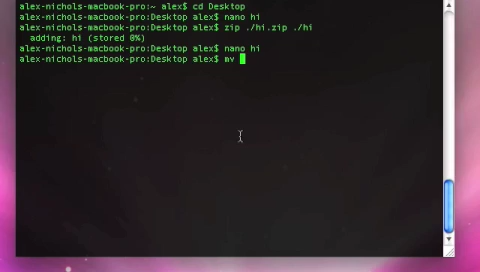 alex-nichols-macbook-pro:~ alex$ cd Desktop
alex-nichols-macbook-pro:Desktop alex$ nano hi
alex-nichols-macbook-pro:Desktop alex$ zip ./hi.zip ./hi
adding: hi (stored 0%)
alex-nichols-macbook-pro:Desktop alex$ nano hi
alex-nichols-macbook-pro:Desktop alex$ mv